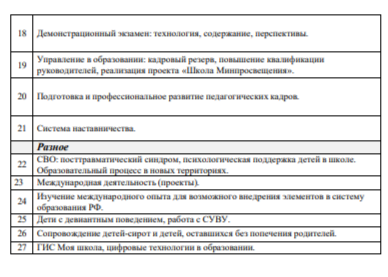 18 Демонстрационный экзамен: технология, содержание, перспективы.
19 Управление в образовании: кадровый резерв, повышение квалификации
руководителей, реализация проекта «Школа Минпросвещения».
20 Подготовка и профессиональное развитие педагогических кадров.
21 Система наставничества.
Разное
22 СВО: посттравматический синдром, психологическая поддержка детей в школе.
Образовательный процесс в новых территориях.
23 Международная деятельность (проекты).
24 Изучение международного опыта для возможного внедрения элементов в систему
образования РФ.
25 Дети с девиантным поведением, работа с СУВУ.
26 Сопровождение детей-сирот и детей, оставшихся без попечения родителей.
27 ГИС Моя школа, цифровые технологии в образовании.